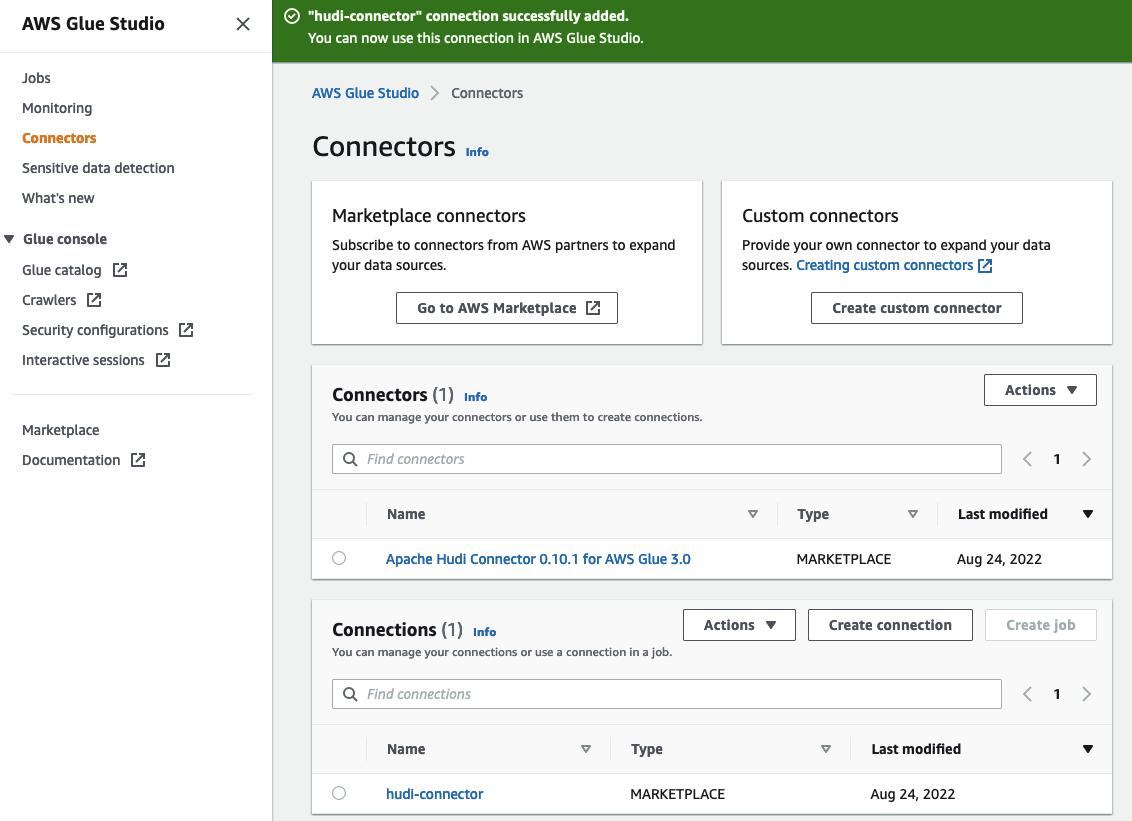 AWS Glue Studio
Jobs
Monitoring
Connectors
Sensitive data detection
What's new
Glue console
Glue catalog
Crawlers
Security configurations
Interactive sessions
Marketplace
Documentation
"hudi-connector" connection successfully added.
You can now use this connection in AWS Glue Studio.
AWS Glue Studio > Connectors
Connectors Info
Marketplace connectors
Subscribe to connectors from AWS partners to expand
your data sources.
Go to AWS Marketplace
Custom connectors
Provide your own connector to expand your data
sources. Creating custom connectors
Create custom connector
Connectors (1) Info
Actions
You can manage your connectors or use them to create connections.
Find connectors
1
Name Type Last modified
Apache Hudi Connector 0.10.1 for AWS Glue 3.0 MARKETPLACE Aug 24, 2022
Connections (1) Info
Actions Create connection Create job
You can manage your connections or use a connection in a job.
Find connections
1
Name Type Last modified
hudi-connector MARKETPLACE Aug 24, 2022